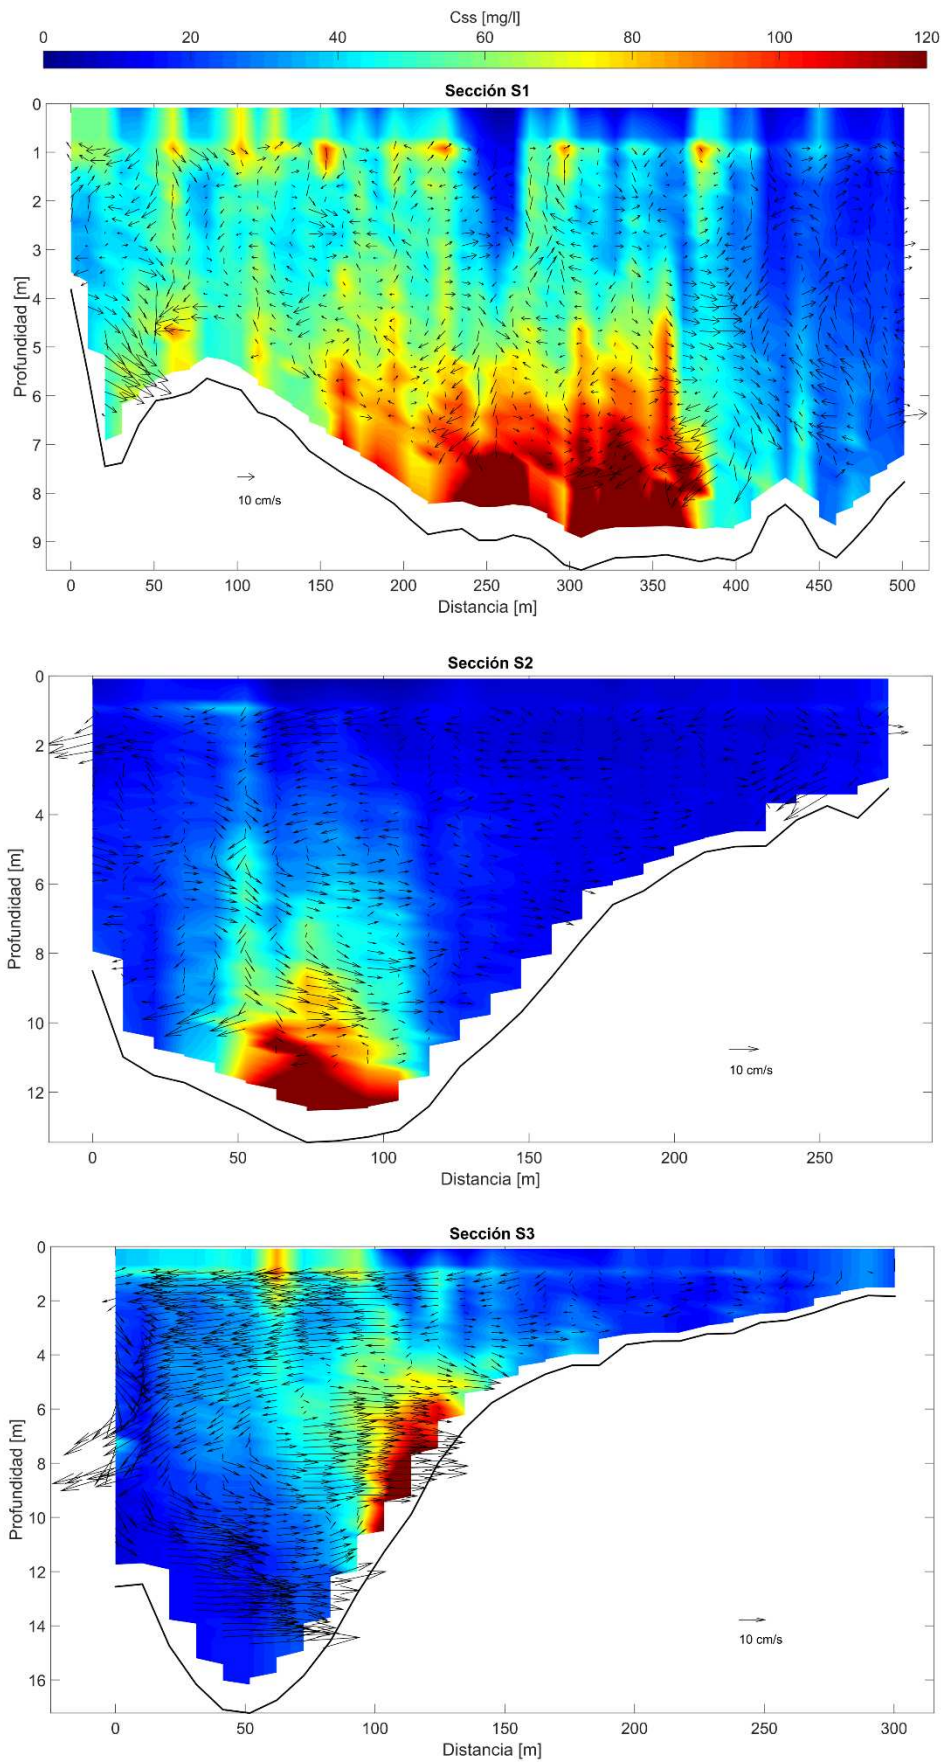 Css [mg/l]
0 20 40 60 80 100 120
Sección S1
Profundidad [m]
0
1
2
3
4
5
6
7
8
9
10 cm/s
0 50 100 150 200 250 300 350 400 450 500
Distancia [m]
Sección S2
Profundidad [m]
0
2
4
6
8
10
12
10 cm/s
0 50 100 150 200 250
Distancia [m]
Sección S3
Profundidad [m]
0
2
4
6
8
10
12
14
16
10 cm/s
0 50 100 150 200 250 300
Distancia [m]